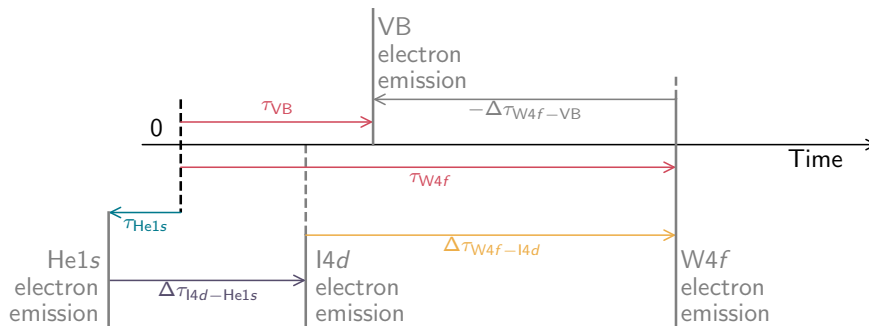 VB
electron
emission
τVB
−ΔτW4f−VB
0
Time
τW4f
τHe1s
ΔτW4f−I4d
He1s
electron
emission
ΔτI4d−He1s
I4d
electron
emission
W4f
electron
emission